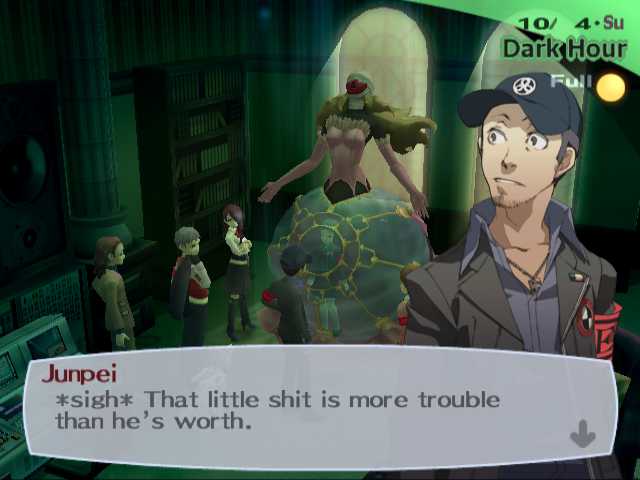 10/ 4·Su
Dark Hour
Full
Junpei
*sigh* That little shit is more trouble
than he's worth.